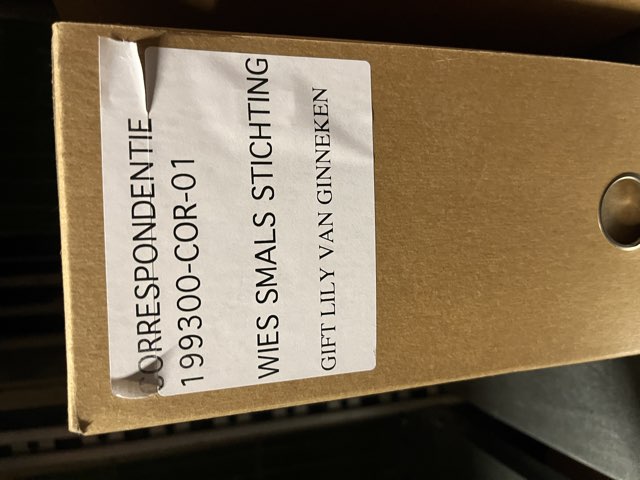 CORRESPONDENTIE
199300-COR-01
WIES SMALS STICHTING
GIFT LILY VAN GINNEKEN